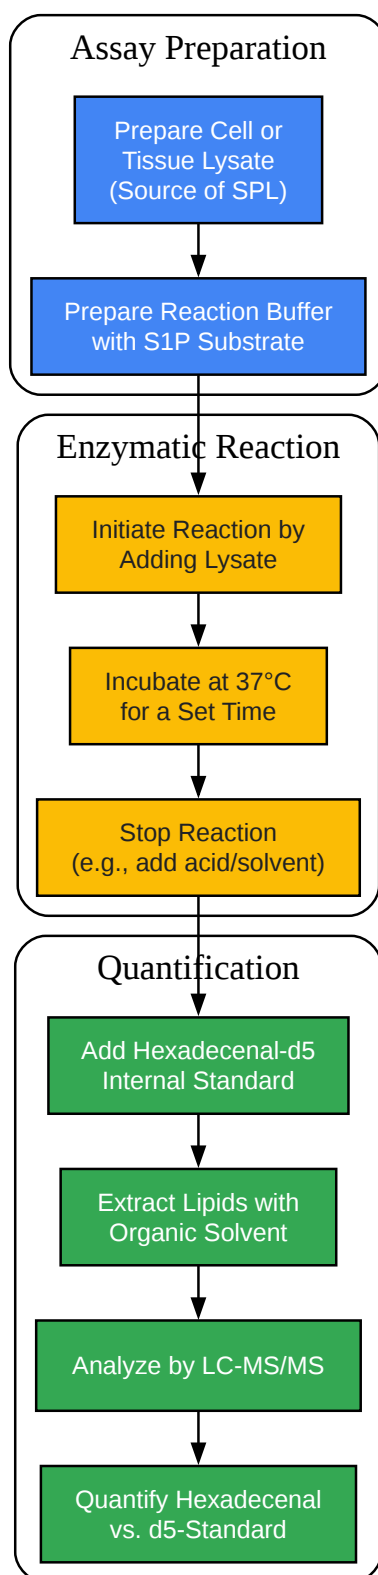 Assay Preparation
Prepare Cell or
Tissue Lysate
(Source of SPL)
Prepare Reaction Buffer
with S1P Substrate
Enzymatic Reaction
Initiate Reaction by
Adding Lysate
Incubate at 37°C
for a Set Time
Stop Reaction
(e.g., add acid/solvent)
Quantification
Add Hexadecenal-d5
Internal Standard
Extract Lipids with
Organic Solvent
Analyze by LC-MS/MS
Quantify Hexadecenal
vs. d5-Standard